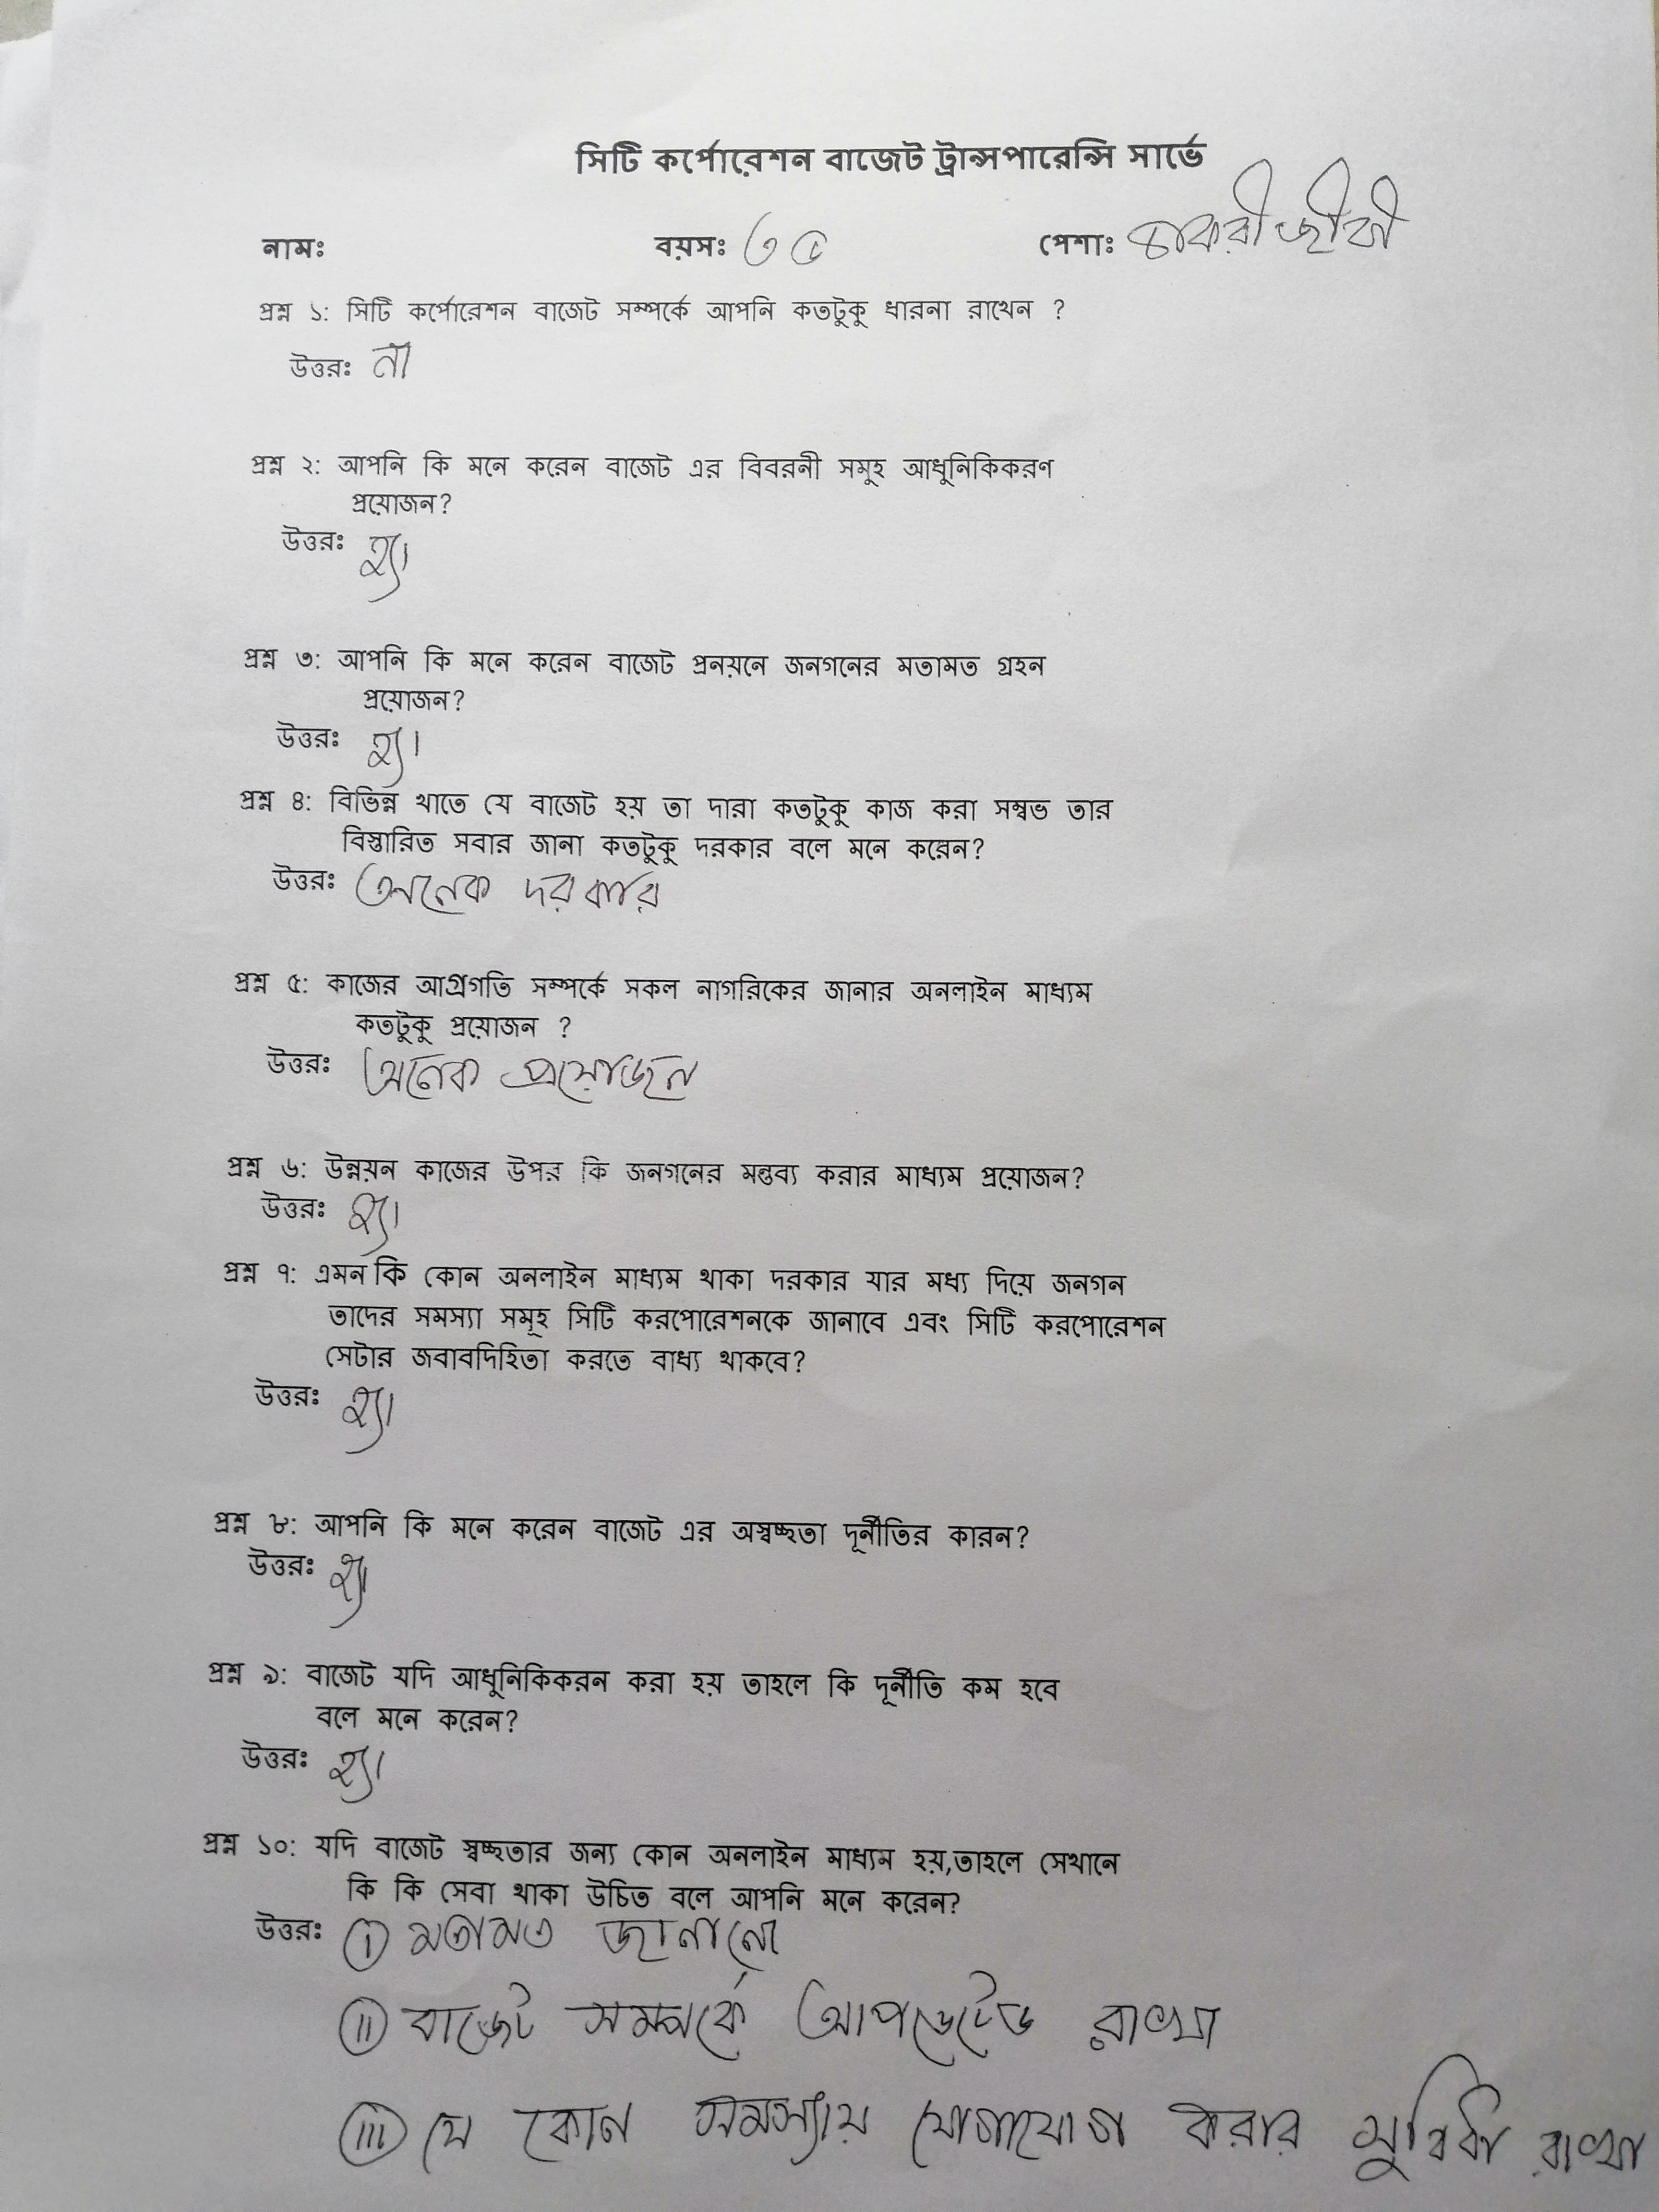 সিটি কর্পোরেশন বাজেট ট্রান্সপারেন্সি সার্ভে
নামঃ বয়সঃ ৩৫ পেশাঃ চাকরীজীবী
প্রশ্ন ১: সিটি কর্পোরেশন বাজেট সম্পর্কে আপনি কতটুকু ধারনা রাখেন ?
উত্তরঃ না
প্রশ্ন ২: আপনি কি মনে করেন বাজেট এর বিবরনী সমুহ আধুনিকিকরণ
প্রয়োজন?
উত্তরঃ হ্যা
প্রশ্ন ৩: আপনি কি মনে করেন বাজেট প্রনয়নে জনগনের মতামত গ্রহন
প্রয়োজন?
উত্তরঃ হ্যা
প্রশ্ন ৪: বিভিন্ন খাতে যে বাজেট হয় তা দারা কতটুকু কাজ করা সম্বভ তার
বিস্তারিত সবার জানা কতটুকু দরকার বলে মনে করেন?
উত্তরঃ অনেক দরকার
প্রশ্ন ৫: কাজের আগ্রগতি সম্পর্কে সকল নাগরিকের জানার অনলাইন মাধ্যম
কতটুকু প্রয়োজন ?
উত্তরঃ অনেক প্রয়োজন
প্রশ্ন ৬: উন্নয়ন কাজের উপর কি জনগনের মন্তব্য করার মাধ্যম প্রয়োজন?
উত্তরঃ হ্যা
প্রশ্ন ৭: এমন কি কোন অনলাইন মাধ্যম থাকা দরকার যার মধ্য দিয়ে জনগন
তাদের সমস্যা সমূহ সিটি করপোরেশনকে জানাবে এবং সিটি করপোরেশন
সেটার জবাবদিহিতা করতে বাধ্য থাকবে?
উত্তরঃ হ্যা
প্রশ্ন ৮: আপনি কি মনে করেন বাজেট এর অস্বচ্ছতা দূর্নীতির কারন?
উত্তরঃ হ্যা
প্রশ্ন ৯: বাজেট যদি আধুনিকিকরন করা হয় তাহলে কি দূর্নীতি কম হবে
বলে মনে করেন?
উত্তরঃ হ্যা
প্রশ্ন ১০: যদি বাজেট স্বচ্ছতার জন্য কোন অনলাইন মাধ্যম হয়,তাহলে সেখানে
কি কি সেবা থাকা উচিত বলে আপনি মনে করেন?
উত্তরঃ (i) মতামত জানানো
(ii) বাজেট সম্পর্কে আপডেটেড রাখা
(iii) যে কোন সমস্যায় যোগাযোগ করার সুবিধা রাখা